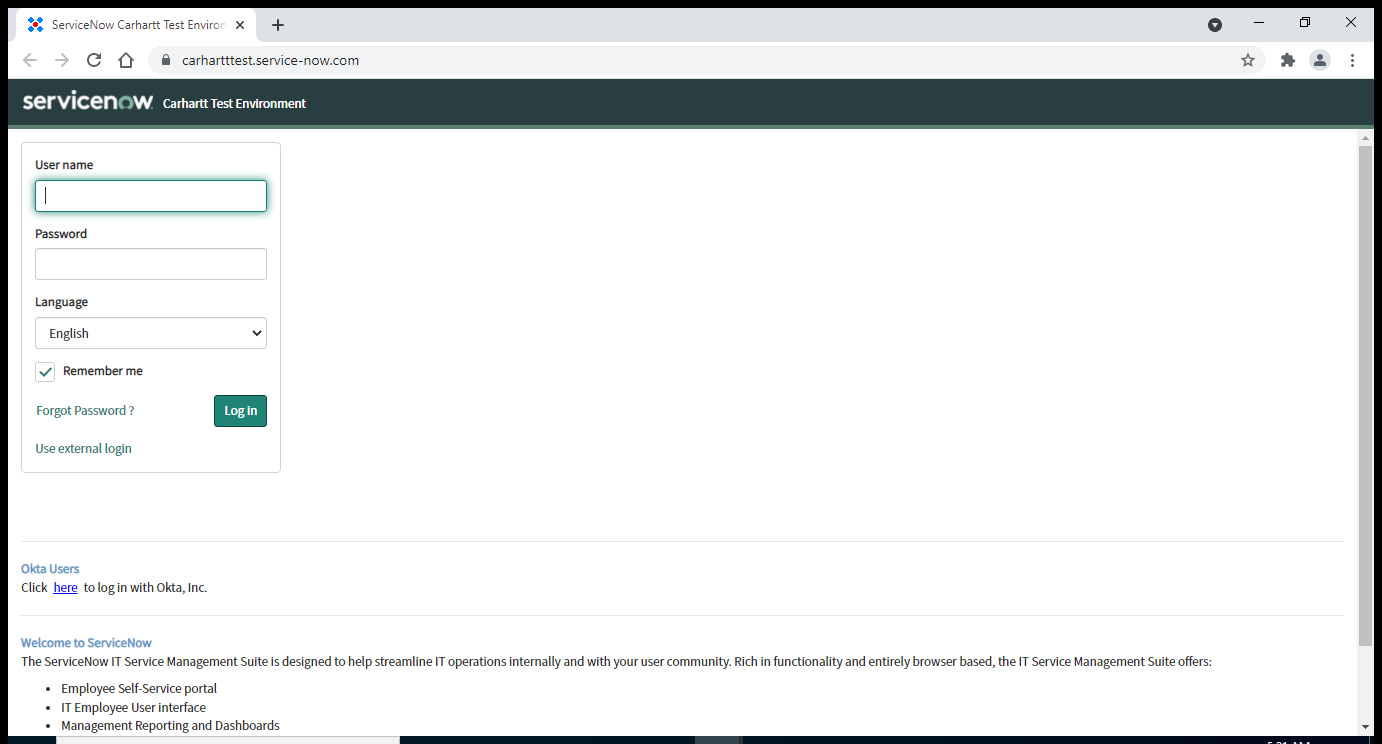 ServiceNow Carhartt Test Environ
carhartttest.service-now.com
servicenow Carhartt Test Environment
User name
Password
Language
English
Remember me
Forgot Password ?
Log in
Use external login
Okta Users
Click here to log in with Okta, Inc.
Welcome to ServiceNow
The ServiceNow IT Service Management Suite is designed to help streamline IT operations internally and with your user community. Rich in functionality and entirely browser based, the IT Service Management Suite offers:
• Employee Self-Service portal
• IT Employee User interface
• Management Reporting and Dashboards